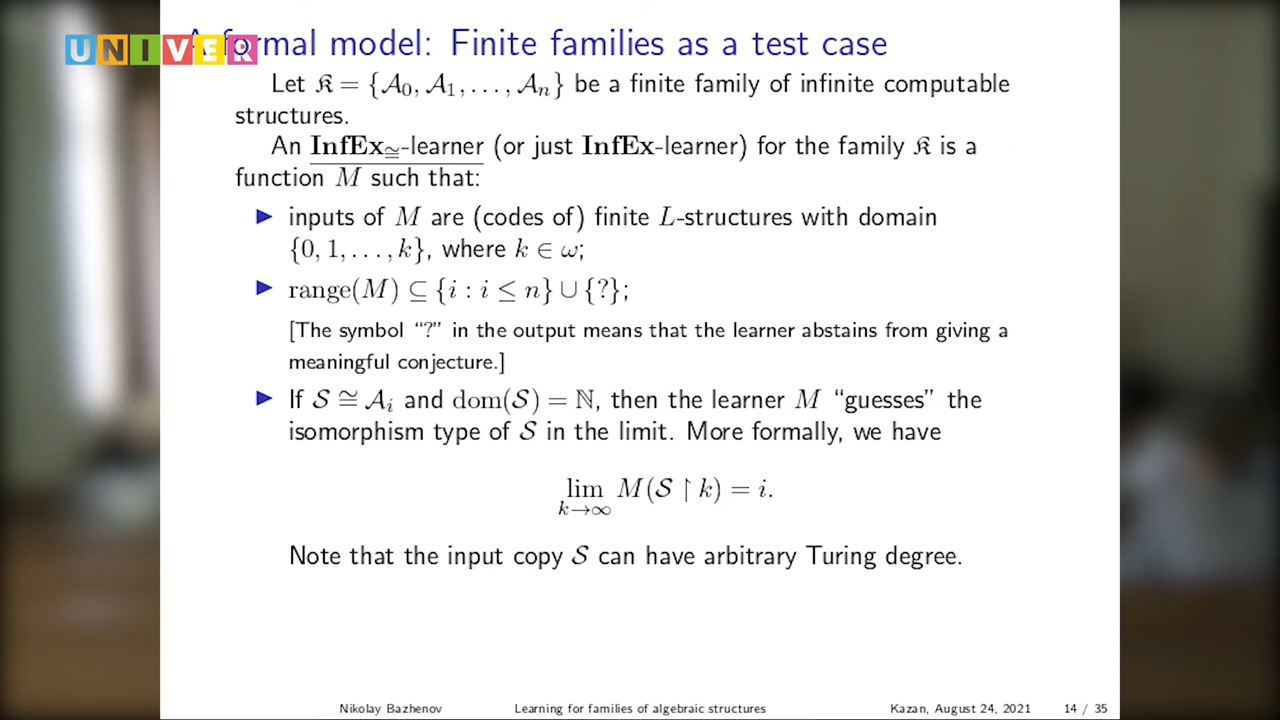 UNIVER
A formal model: Finite families as a test case
Let 𝔎 = {𝒜₀, 𝒜₁, . . . , 𝒜ₙ} be a finite family of infinite computable
structures.
An InfEx≅-learner (or just InfEx-learner) for the family 𝔎 is a
function M such that:
▶ inputs of M are (codes of) finite L-structures with domain
{0, 1, . . . , k}, where k ∈ ω;
▶ range(M) ⊆ {i : i ≤ n} ∪ {?};
[The symbol “?” in the output means that the learner abstains from giving a
meaningful conjecture.]
▶ If 𝒮 ≅ 𝒜ᵢ and dom(𝒮) = ℕ, then the learner M “guesses” the
isomorphism type of 𝒮 in the limit. More formally, we have
lim M(𝒮 ↾ k) = i.
k→∞
Note that the input copy 𝒮 can have arbitrary Turing degree.
Nikolay Bazhenov Learning for families of algebraic structures Kazan, August 24, 2021 14 / 35